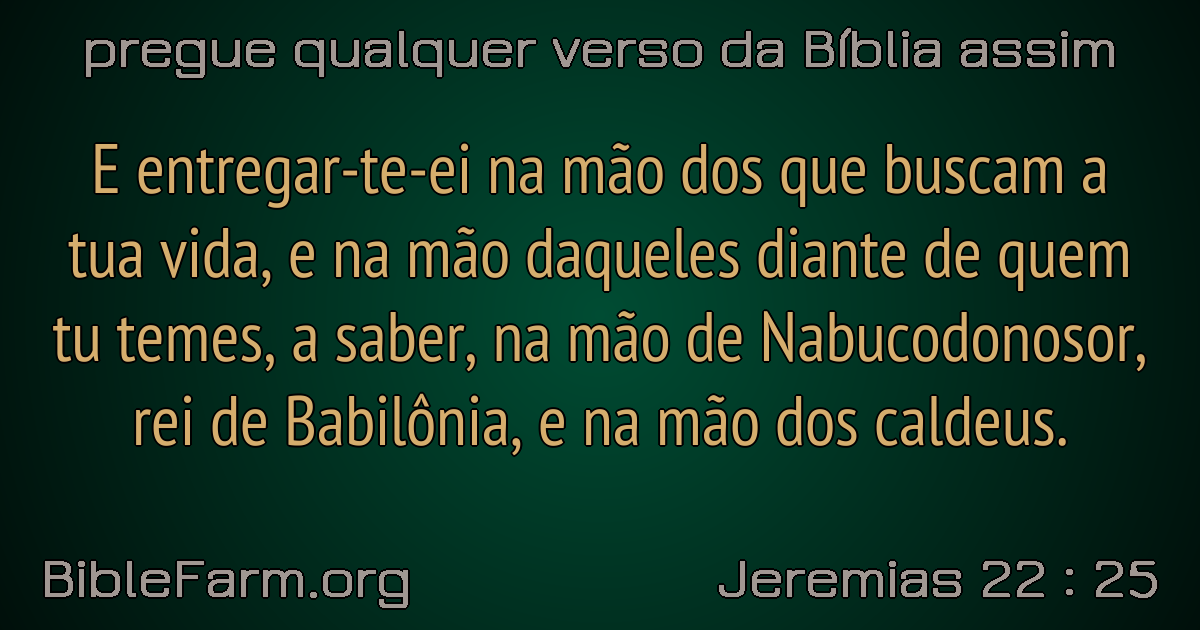 pregue qualquer verso da Bíblia assim
E entregar-te-ei na mão dos que buscam a
tua vida, e na mão daqueles diante de quem
tu temes, a saber, na mão de Nabucodonosor,
rei de Babilônia, e na mão dos caldeus.
BibleFarm.org
Jeremias 22 : 25